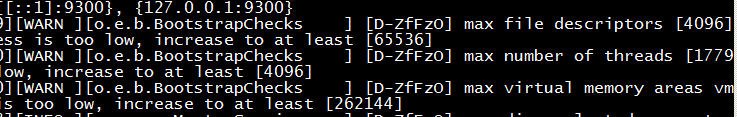 [[::1]:9300}, {127.0.0.1:9300}
][WARN ][o.e.b.BootstrapChecks    ] [D-ZfFzO] max file descriptors [4096]
ess is too low, increase to at least [65536]
)][WARN ][o.e.b.BootstrapChecks    ] [D-ZfFzO] max number of threads [1779
low, increase to at least [4096]
)][WARN ][o.e.b.BootstrapChecks    ] [D-ZfFzO] max virtual memory areas vm
is too low, increase to at least [262144]